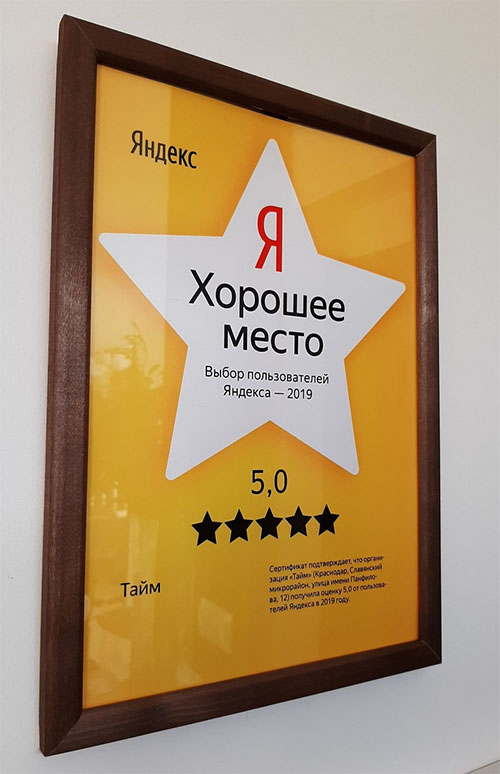 Яндекс
Я
Хорошее
место
Выбор пользователей
Яндекса — 2019
5,0
Тайм
Сертификат подтверждает, что органи-
зация «Тайм» (Краснодар, Славянский
микрорайон, улица имени Панфило-
ва, 12) получила оценку 5,0 от пользова-
телей Яндекса в 2019 году.